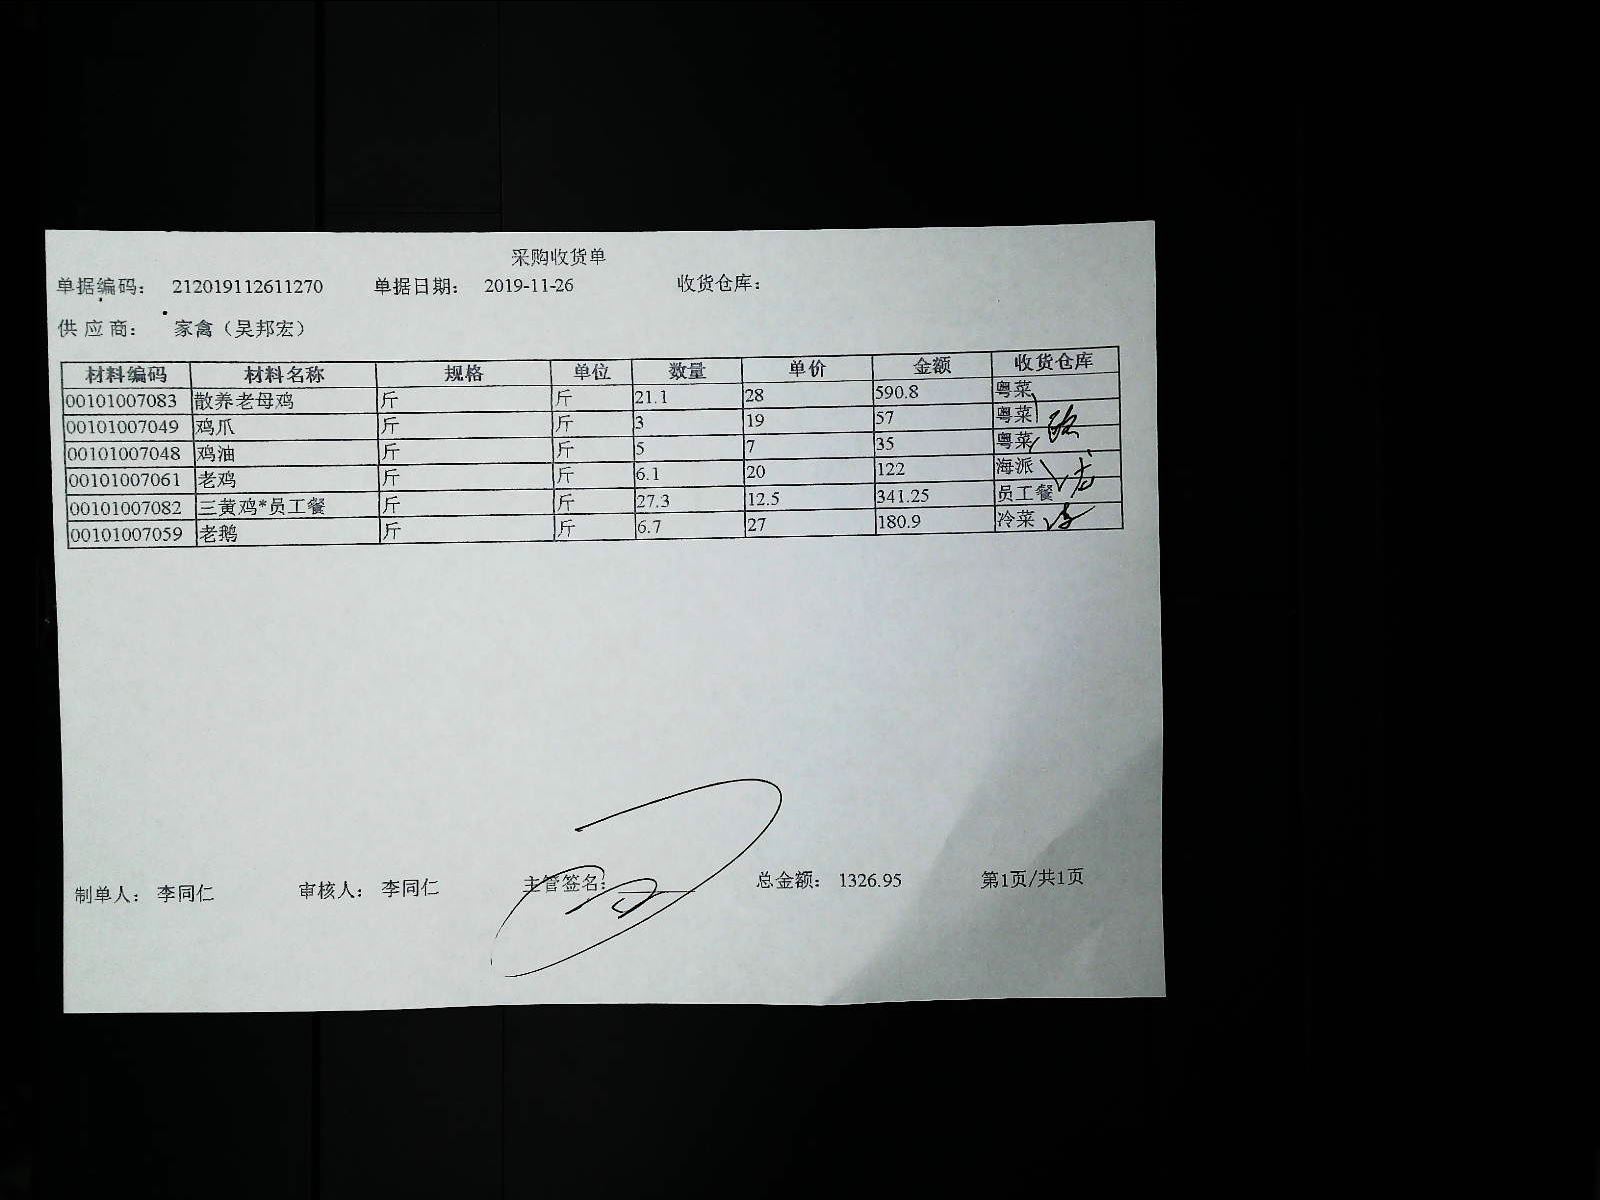 采购收货单
单据编码： 212019112611270 单据日期： 2019-11-26 收货仓库：
供 应 商： 家禽（吴邦宏）
材料编码 材料名称 规格 单位 数量 单价 金额 收货仓库
00101007083 散养老母鸡 斤 斤 21.1 28 590.8 粤菜
00101007049 鸡爪 斤 斤 3 19 57 粤菜
00101007048 鸡油 斤 斤 5 7 35 粤菜
00101007061 老鸡 斤 斤 6.1 20 122 海派
00101007082 三黄鸡*员工餐 斤 斤 27.3 12.5 341.25 员工餐
00101007059 老鹅 斤 斤 6.7 27 180.9 冷菜
制单人： 李同仁 审核人： 李同仁 主管签名： 总金额： 1326.95 第1页/共1页